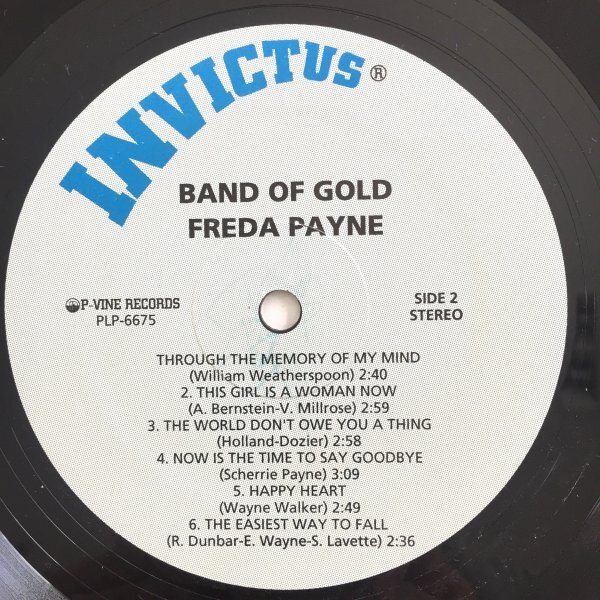 INVICTUS®
BAND OF GOLD
FREDA PAYNE
P-VINE RECORDS
PLP-6675
SIDE 2
STEREO
THROUGH THE MEMORY OF MY MIND
(William Weatherspoon) 2:40
2. THIS GIRL IS A WOMAN NOW
(A. Bernstein-V. Millrose) 2:59
3. THE WORLD DON'T OWE YOU A THING
(Holland-Dozier) 2:58
4. NOW IS THE TIME TO SAY GOODBYE
(Scherrie Payne) 3:09
5. HAPPY HEART
(Wayne Walker) 2:49
6. THE EASIEST WAY TO FALL
(R. Dunbar-E. Wayne-S. Lavette) 2:36